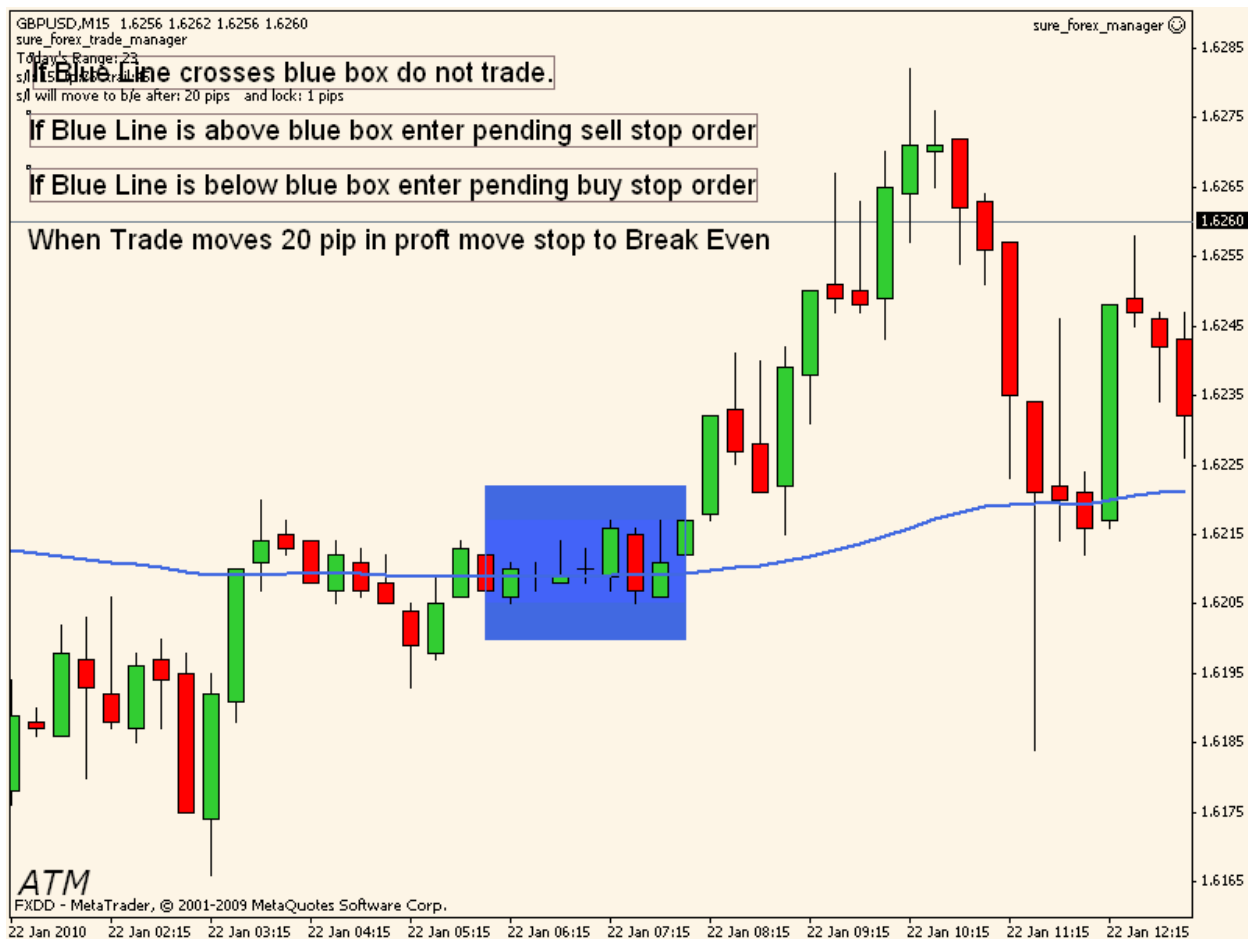 GBPUSD,M15 1.6256 1.6262 1.6256 1.6260
sure_forex_manager
sure_forex_trade_manager
Today's Range: 23
If Blue Line crosses blue box do not trade.
s/l will move to b/e after: 20 pips and lock: 1 pips
If Blue Line is above blue box enter pending sell stop order
If Blue Line is below blue box enter pending buy stop order
When Trade moves 20 pip in proft move stop to Break Even
1.6285
1.6275
1.6265
1.6260
1.6255
1.6245
1.6235
1.6225
1.6215
1.6205
1.6195
1.6185
1.6175
1.6165
ATM
FXDD - MetaTrader, © 2001-2009 MetaQuotes Software Corp.
22 Jan 2010 22 Jan 02:15 22 Jan 03:15 22 Jan 04:15 22 Jan 05:15 22 Jan 06:15 22 Jan 07:15 22 Jan 08:15 22 Jan 09:15 22 Jan 10:15 22 Jan 11:15 22 Jan 12:15